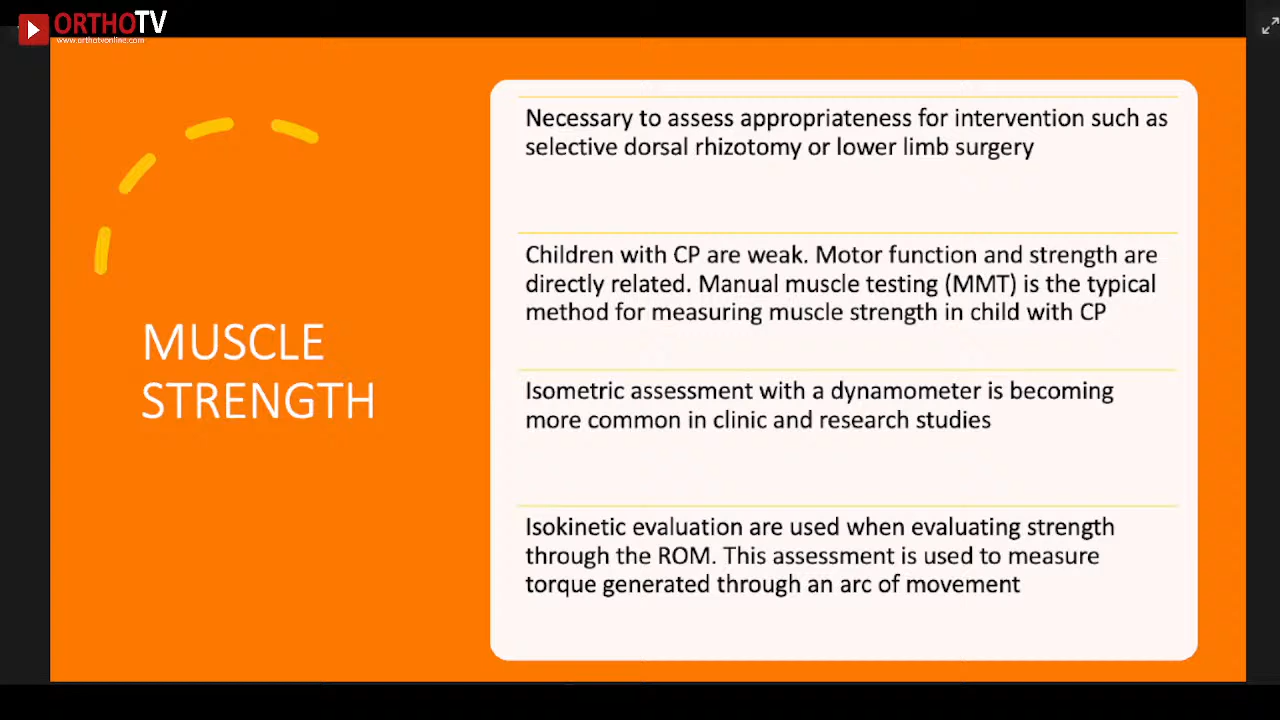 ORTHOTV
www.orthotvonline.com
MUSCLE
STRENGTH
Necessary to assess appropriateness for intervention such as
selective dorsal rhizotomy or lower limb surgery
Children with CP are weak. Motor function and strength are
directly related. Manual muscle testing (MMT) is the typical
method for measuring muscle strength in child with CP
Isometric assessment with a dynamometer is becoming
more common in clinic and research studies
Isokinetic evaluation are used when evaluating strength
through the ROM. This assessment is used to measure
torque generated through an arc of movement